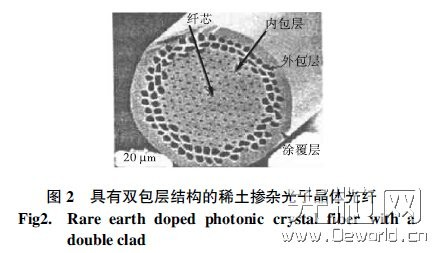 纤芯
内包层
外包层
涂覆层
20 μm
图 2 具有双包层结构的稀土掺杂光子晶体光纤
Fig2. Rare earth doped photonic crystal fiber with a
double clad
www.eeworld.com.cn